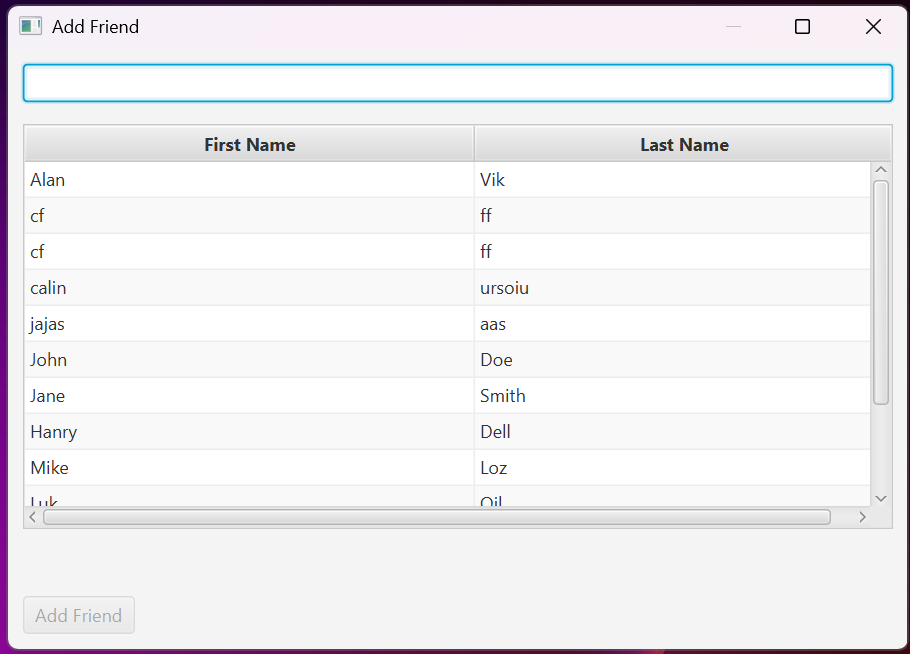 Add Friend
First Name Last Name
Alan Vik
cf ff
cf ff
calin ursoiu
jajas aas
John Doe
Jane Smith
Hanry Dell
Mike Loz
Luk Oil
Add Friend